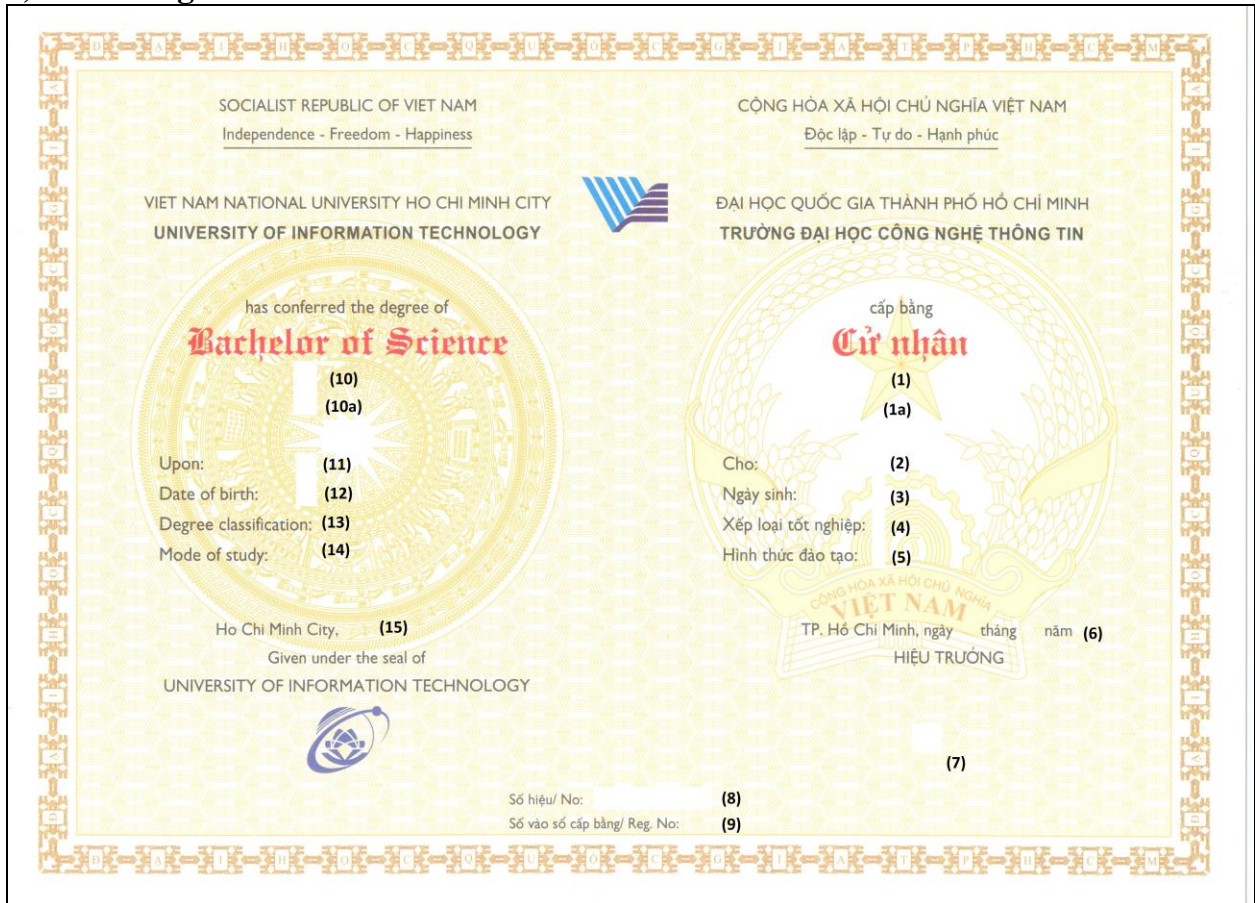 SOCIALIST REPUBLIC OF VIET NAM
Independence - Freedom - Happiness
VIET NAM NATIONAL UNIVERSITY HO CHI MINH CITY
UNIVERSITY OF INFORMATION TECHNOLOGY
has conferred the degree of
Bachelor of Science
(10)
(10a)
Upon: (11)
Date of birth: (12)
Degree classification: (13)
Mode of study: (14)
Ho Chi Minh City, (15)
Given under the seal of
UNIVERSITY OF INFORMATION TECHNOLOGY
CỘNG HÒA XÃ HỘI CHỦ NGHĨA VIỆT NAM
Độc lập - Tự do - Hạnh phúc
ĐẠI HỌC QUỐC GIA THÀNH PHỐ HỒ CHÍ MINH
TRƯỜNG ĐẠI HỌC CÔNG NGHỆ THÔNG TIN
cấp bằng
Cử nhân
(1)
(1a)
Cho: (2)
Ngày sinh: (3)
Xếp loại tốt nghiệp: (4)
Hình thức đào tạo: (5)
CỘNG HÒA XÃ HỘI CHỦ NGHĨA
VIỆT NAM
TP. Hồ Chí Minh, ngày tháng năm (6)
HIỆU TRƯỞNG
(7)
Số hiệu/ No: (8)
Số vào sổ cấp bằng/ Reg. No: (9)